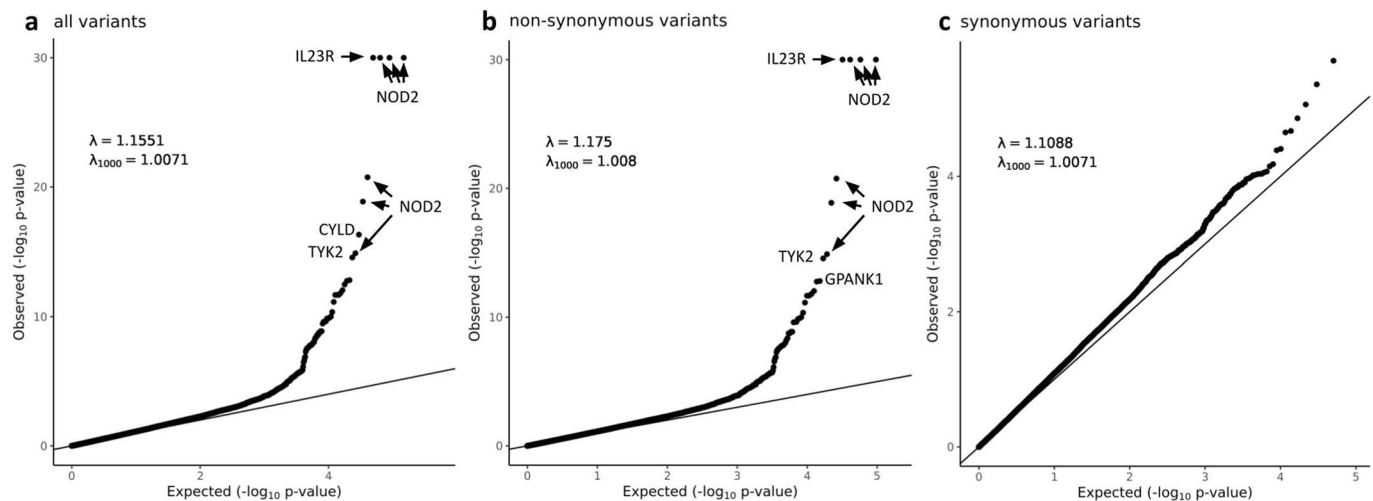 a all variants
30
20
10
0
Observed (-log10 p-value)
IL23R
NOD2
λ = 1.1551
λ1000 = 1.0071
NOD2
CYLD
TYK2
0 2 4
Expected (-log10 p-value)
b non-synonymous variants
30
20
10
0
Observed (-log10 p-value)
IL23R
NOD2
λ = 1.175
λ1000 = 1.008
NOD2
TYK2
GPANK1
0 1 2 3 4 5
Expected (-log10 p-value)
c synonymous variants
4
2
0
Observed (-log10 p-value)
λ = 1.1088
λ1000 = 1.0071
0 1 2 3 4 5
Expected (-log10 p-value)